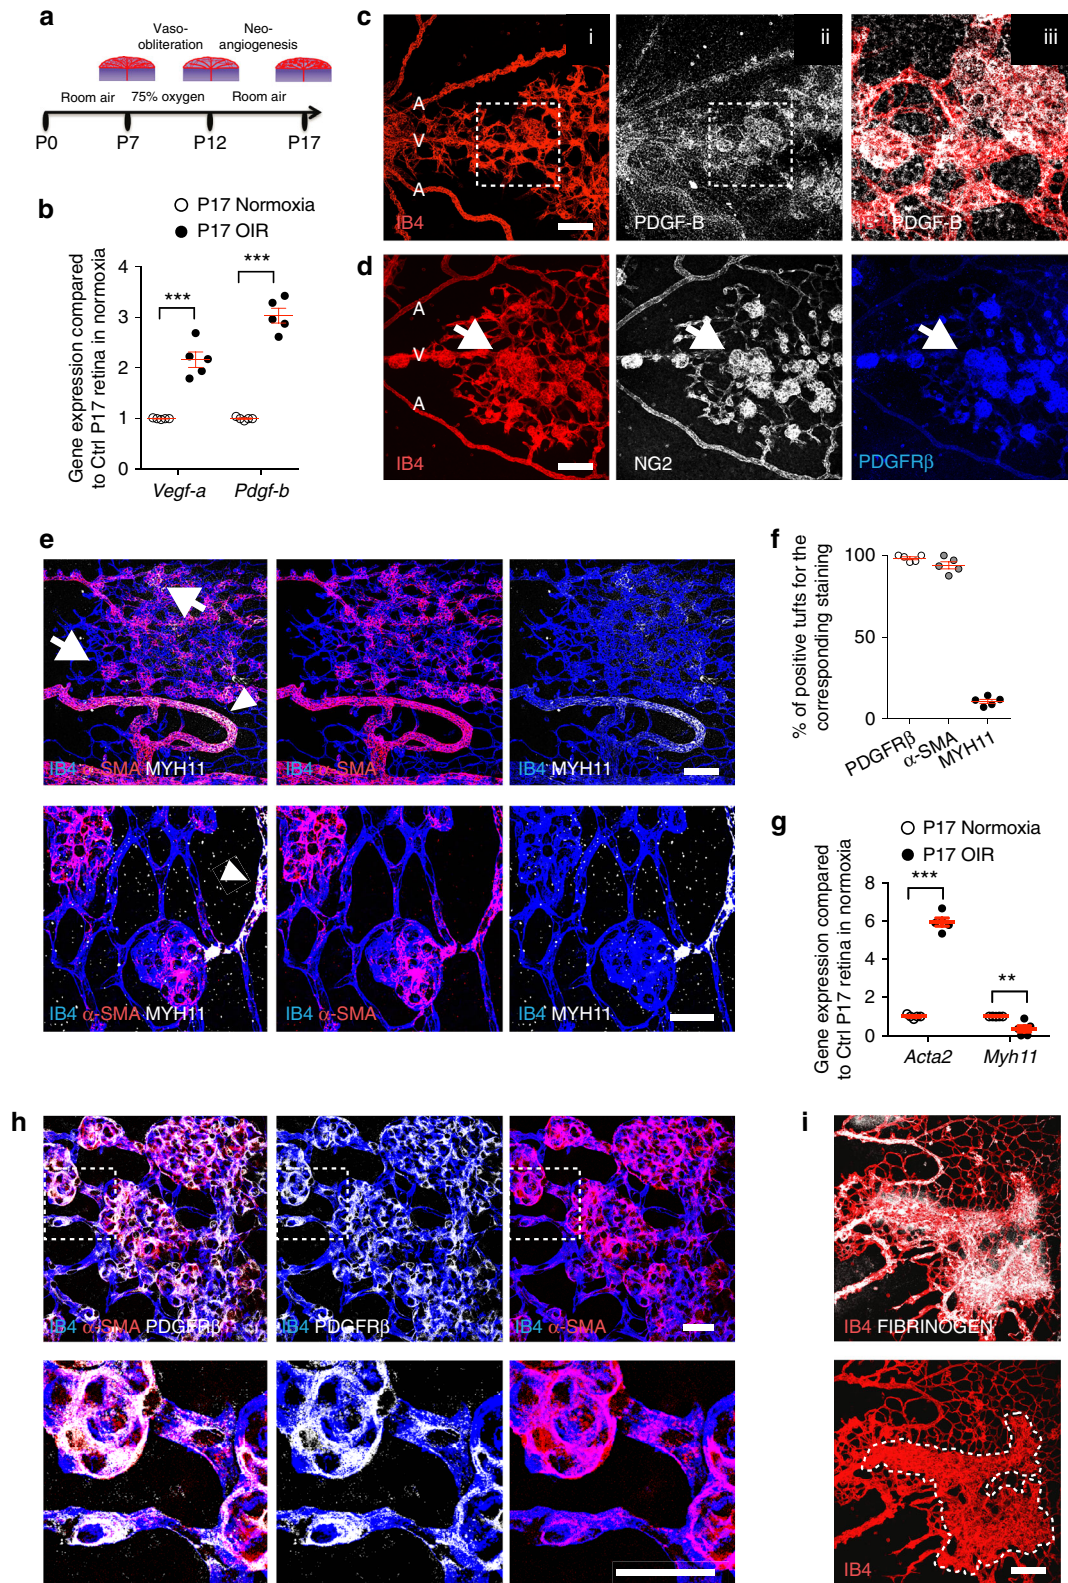 a
Vaso-
obliteration
Neo-
angiogenesis
Room air
75% oxygen
Room air
P0
P7
P12
P17
b
P17 Normoxia
P17 OIR
Gene expression compared
to Ctrl P17 retina in normoxia
4
3
2
1
0
***
***
Vegf-a
Pdgf-b
c
i
ii
iii
A
V
A
IB4
PDGF-B
IB4 PDGF-B
d
A
V
A
IB4
NG2
PDGFRβ
e
IB4 α-SMA MYH11
IB4 α-SMA
IB4 MYH11
IB4 α-SMA MYH11
IB4 α-SMA
IB4 MYH11
f
% of positive tufts for the
corresponding staining
100
50
0
PDGFRβ
α-SMA
MYH11
g
P17 Normoxia
P17 OIR
Gene expression compared
to Ctrl P17 retina in normoxia
8
6
4
2
0
***
**
Acta2
Myh11
h
IB4 α-SMA PDGFRβ
IB4 PDGFRβ
IB4 α-SMA
i
IB4 FIBRINOGEN
IB4